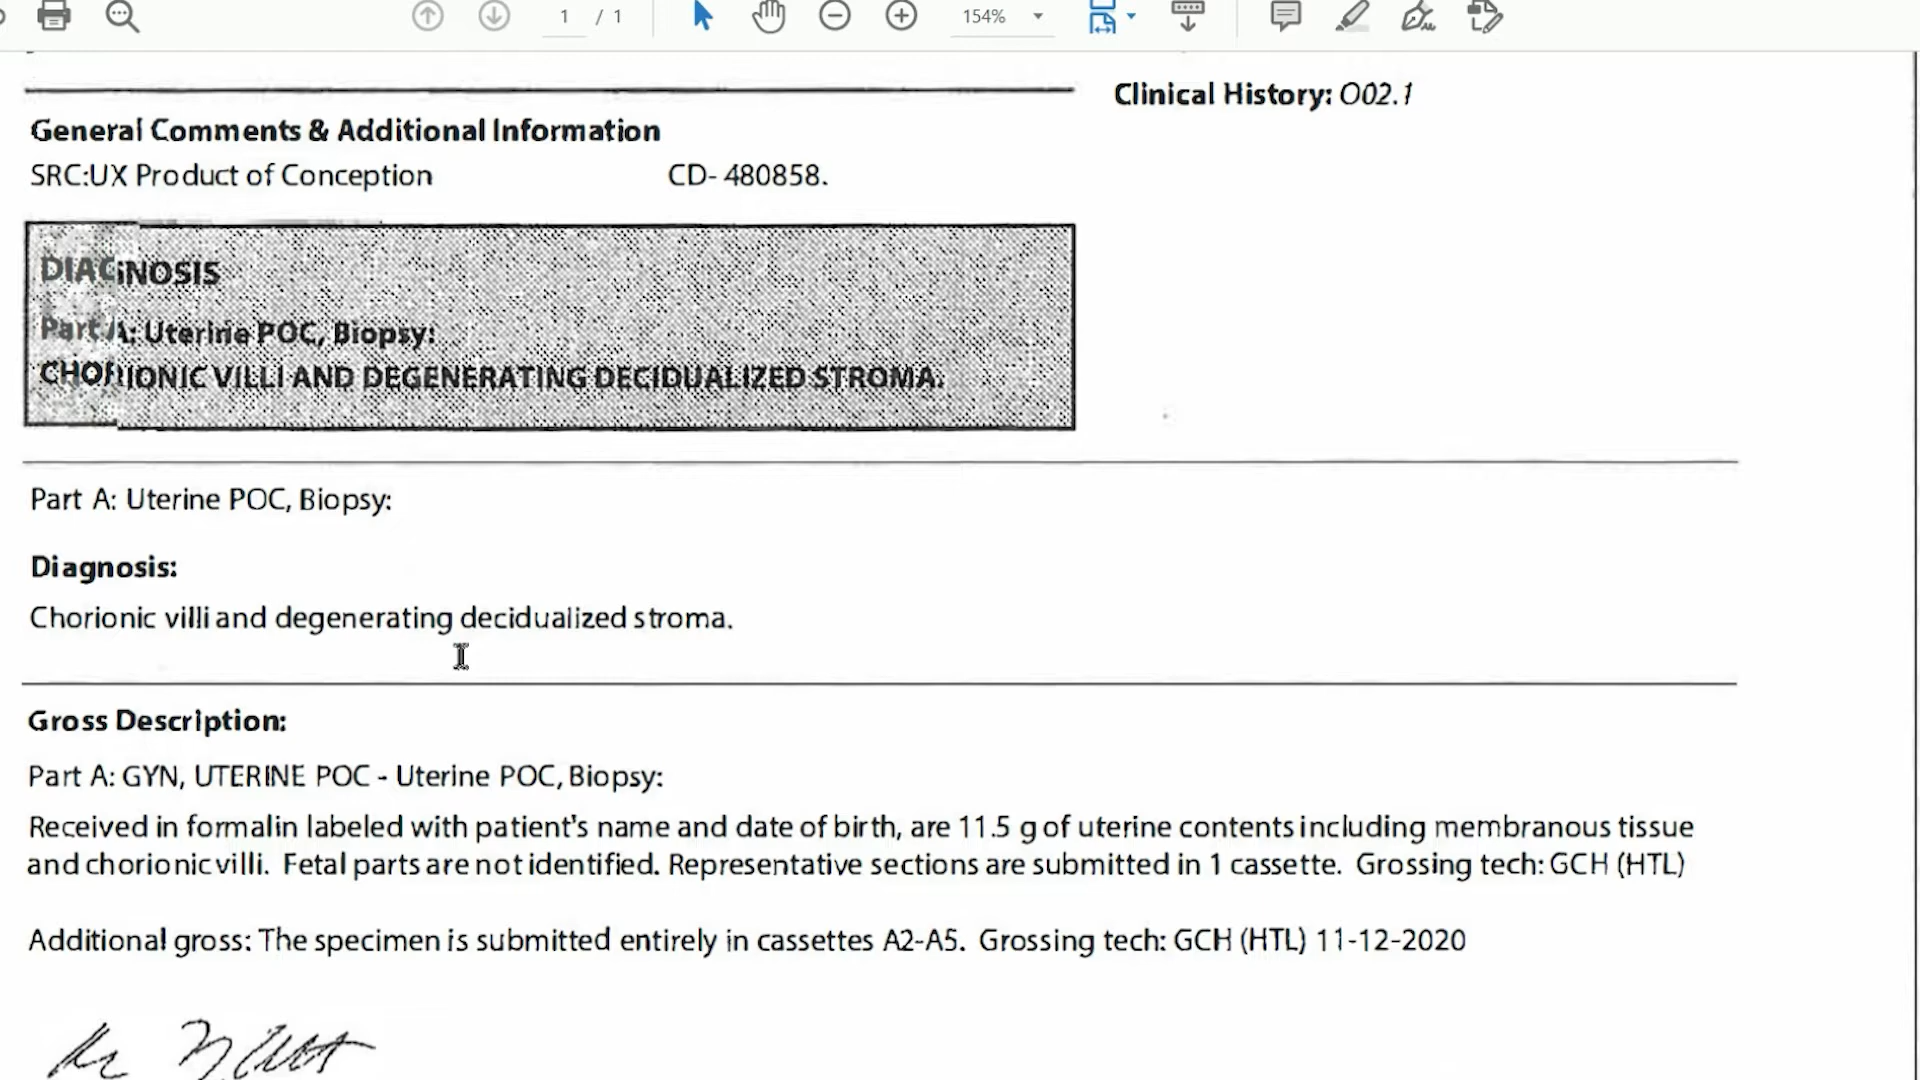 1 / 1
154%
Clinical History: O02.1
General Comments & Additional Information
SRC:UX Product of Conception CD- 480858.
DIAGNOSIS
Part A: Uterine POC, Biopsy:
CHORIONIC VILLI AND DEGENERATING DECIDUALIZED STROMA.
Part A: Uterine POC, Biopsy:
Diagnosis:
Chorionic villi and degenerating decidualized stroma.
Gross Description:
Part A: GYN, UTERINE POC - Uterine POC, Biopsy:
Received in formalin labeled with patient's name and date of birth, are 11.5 g of uterine contents including membranous tissue
and chorionic villi. Fetal parts are not identified. Representative sections are submitted in 1 cassette. Grossing tech: GCH (HTL)
Additional gross: The specimen is submitted entirely in cassettes A2-A5. Grossing tech: GCH (HTL) 11-12-2020